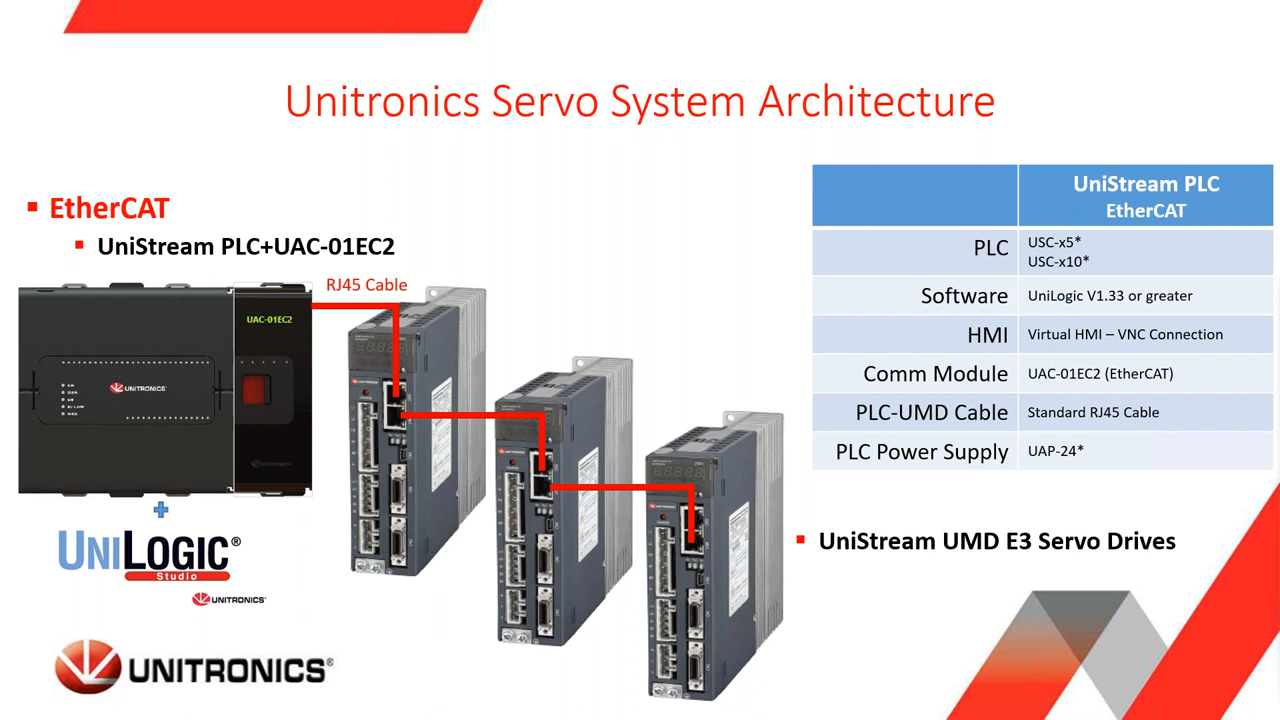 Unitronics Servo System Architecture
EtherCAT
UniStream PLC+UAC-01EC2
RJ45 Cable
UAC-01EC2
UNITRONICS
UNITRONICS
UNILOGIC®
Studio
UNITRONICS
UNITRONICS®
UniStream PLC
EtherCAT
PLC
USC-x5*
USC-x10*
Software
UniLogic V1.33 or greater
HMI
Virtual HMI – VNC Connection
Comm Module
UAC-01EC2 (EtherCAT)
PLC-UMD Cable
Standard RJ45 Cable
PLC Power Supply
UAP-24*
UniStream UMD E3 Servo Drives